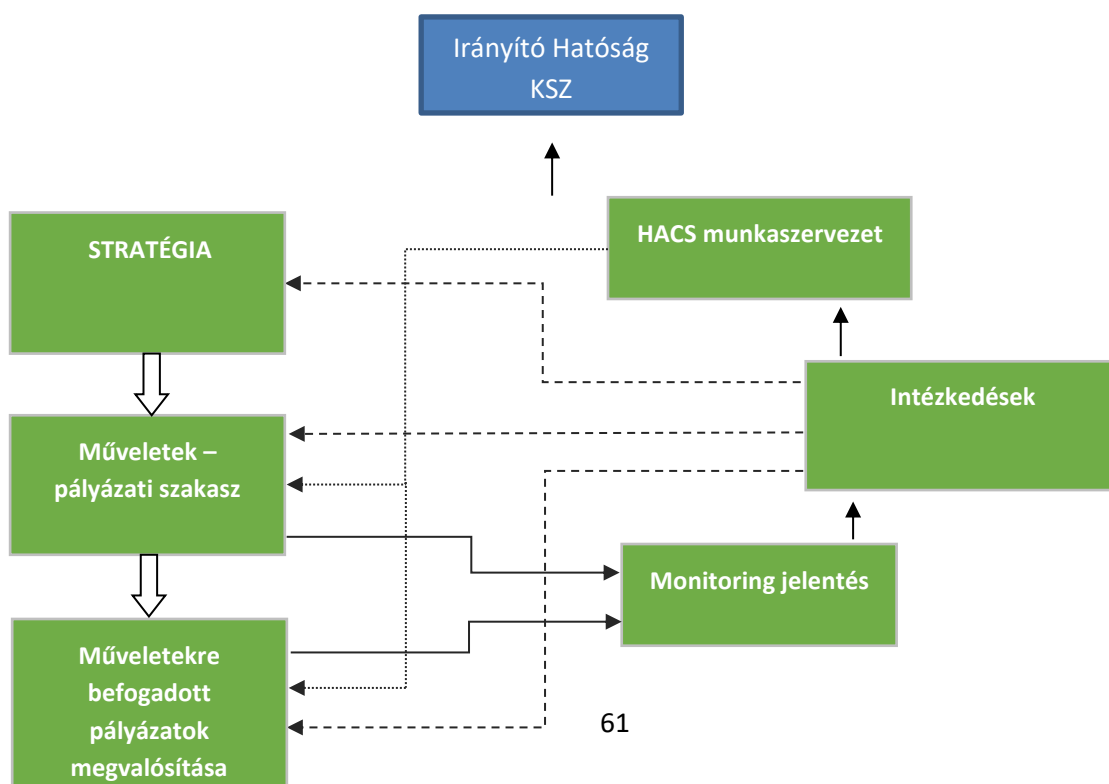 Irányító Hatóság
KSZ
STRATÉGIA
HACS munkaszervezet
Intézkedések
Műveletek –
pályázati szakasz
Monitoring jelentés
Műveletekre
befogadott
pályázatok
megvalósítása
61